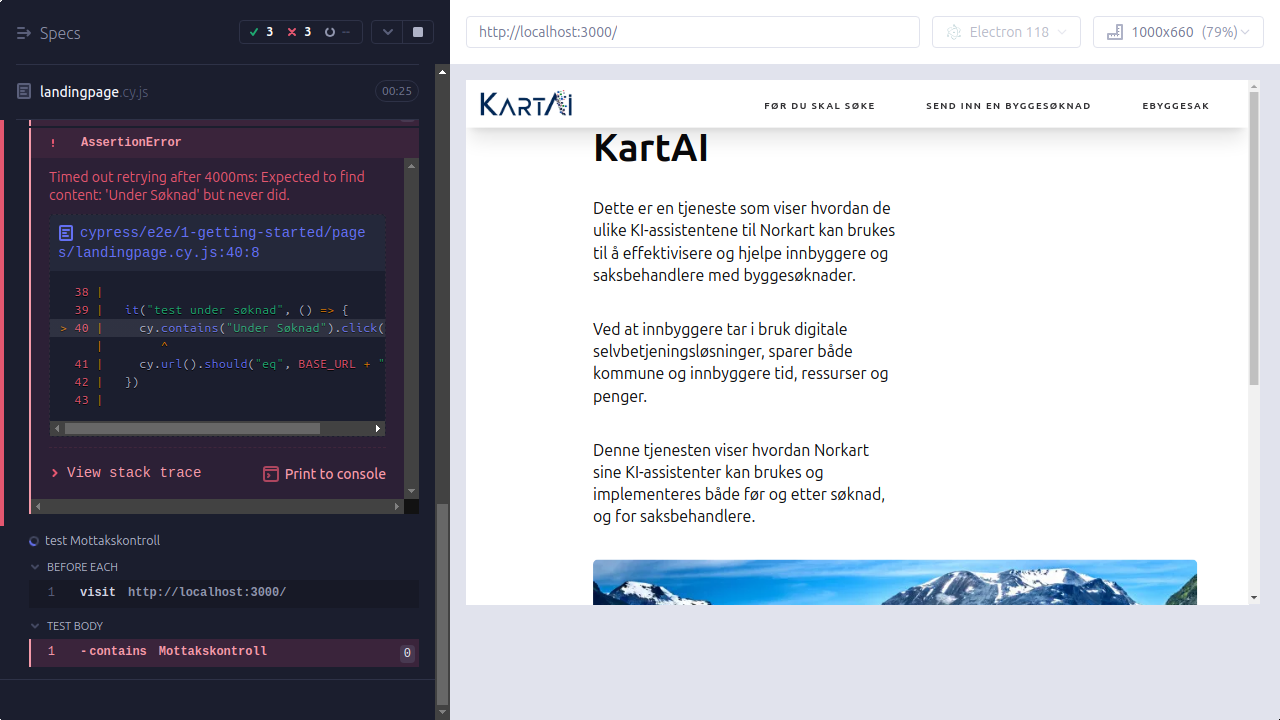 Specs
3 3 --
landingpage.cy.js 00:25
! AssertionError
Timed out retrying after 4000ms: Expected to find
content: 'Under Søknad' but never did.
cypress/e2e/1-getting-started/page
s/landingpage.cy.js:40:8
38 |
39 | it("test under søknad", () => {
> 40 | cy.contains("Under Søknad").click(
| ^
41 | cy.url().should("eq", BASE_URL + "
42 | })
43 |
View stack trace
Print to console
test Mottakskontroll
BEFORE EACH
1 visit http://localhost:3000/
TEST BODY
1 -contains Mottakskontroll 0
http://localhost:3000/
Electron 118
1000x660 (79%)
KARTAI
FØR DU SKAL SØKE
SEND INN EN BYGGESØKNAD
EBYGGESAK
KartAI
Dette er en tjeneste som viser hvordan de
ulike KI-assistentene til Norkart kan brukes
til å effektivisere og hjelpe innbyggere og
saksbehandlere med byggesøknader.
Ved at innbyggere tar i bruk digitale
selvbetjeningsløsninger, sparer både
kommune og innbyggere tid, ressurser og
penger.
Denne tjenesten viser hvordan Norkart
sine KI-assistenter kan brukes og
implementeres både før og etter søknad,
og for saksbehandlere.